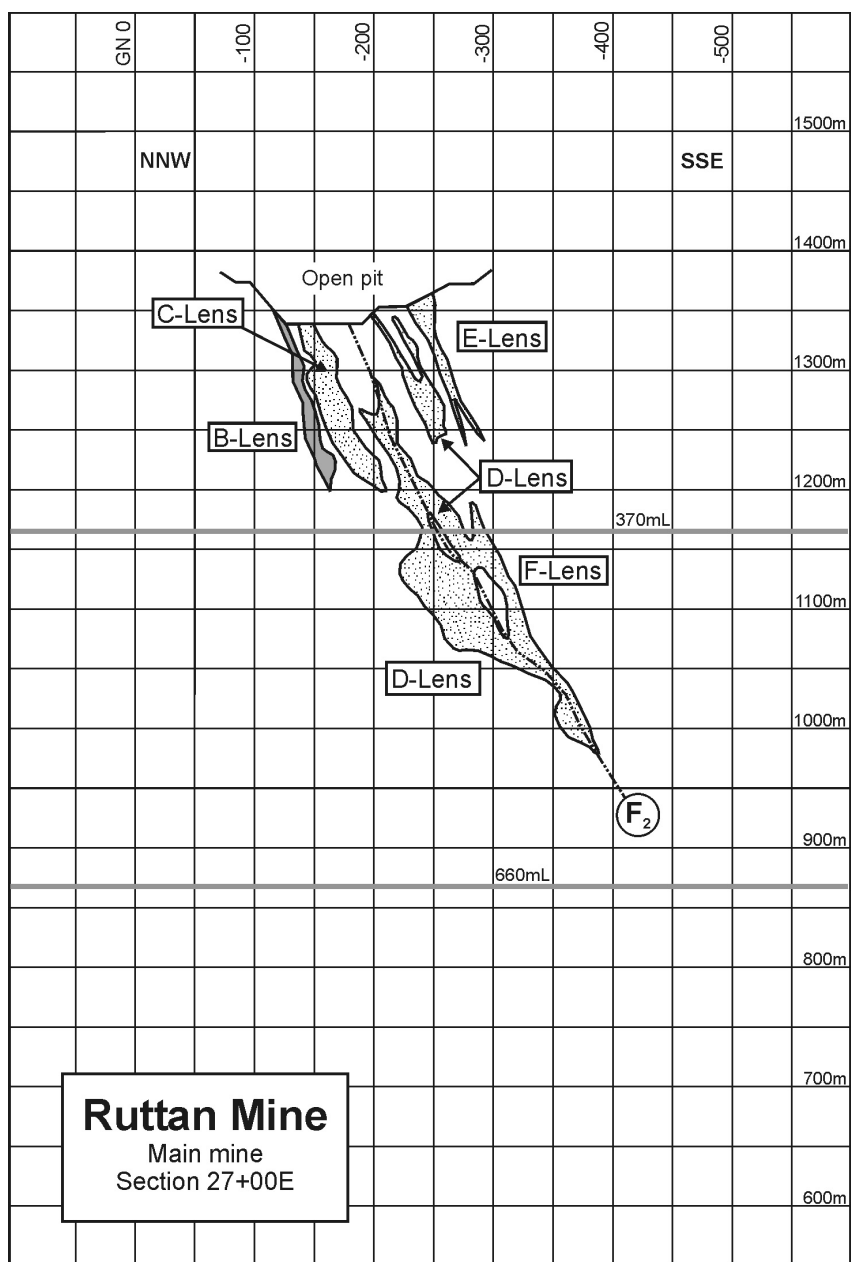 GN 0
-100
-200
-300
-400
-500
1500m
NNW
SSE
1400m
Open pit
C-Lens
E-Lens
1300m
B-Lens
D-Lens
1200m
370mL
F-Lens
1100m
D-Lens
1000m
F₂
900m
660mL
800m
700m
Ruttan Mine
Main mine
Section 27+00E
600m